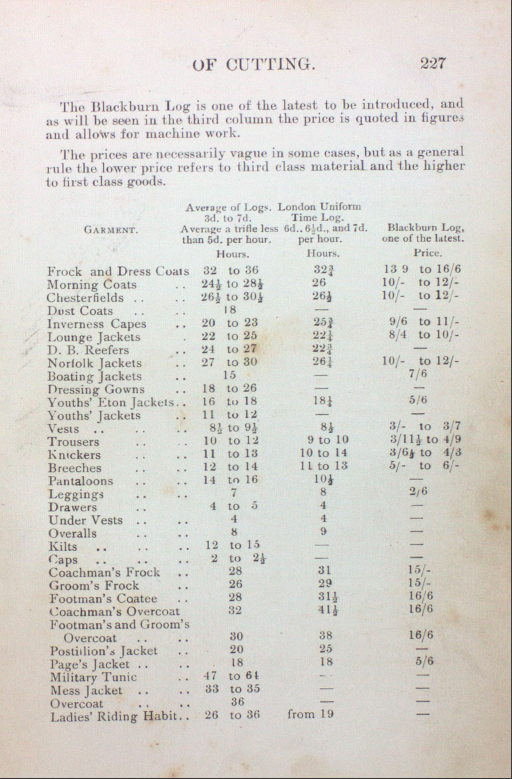 OF CUTTING. 227
The Blackburn Log is one of the latest to be introduced, and
as will be seen in the third column the price is quoted in figures
and allows for machine work.
The prices are necessarily vague in some cases, but as a general
rule the lower price refers to third class material and the higher
to first class goods.
Average of Logs. London Uniform
3d. to 7d. Time Log.
GARMENT. Average a trifle less 6d., 6½d., and 7d. Blackburn Log,
than 5d. per hour. per hour. one of the latest.
Hours. Hours. Price.
Frock and Dress Coats 32 to 36 32¾ 13 9 to 16/6
Morning Coats .. 24½ to 28½ 26 10/- to 12/-
Chesterfields .. .. 26½ to 30½ 26½ 10/- to 12/-
Dust Coats .. .. 18 — —
Inverness Capes .. 20 to 23 25¾ 9/6 to 11/-
Lounge Jackets . 22 to 25 22¼ 8/4 to 10/-
D. B. Reefers .. 24 to 27 22¾
Norfolk Jackets .. 27 to 30 26¼ 10/- to 12/-
Boating Jackets .. 15 — 7/6
Dressing Gowns .. 18 to 26 — —
Youths' Eton Jackets.. 16 to 18 18¼ 5/6
Youths' Jackets .. 11 to 12 — —
Vests .. .. .. 8½ to 9½ 8½ 3/- to 3/7
Trousers .. .. 10 to 12 9 to 10 3/11½ to 4/9
Knickers .. .. 11 to 13 10 to 14 3/6½ to 4/3
Breeches .. .. 12 to 14 11 to 13 5/- to 6/-
Pantaloons .. 14 to 16 10½ —
Leggings .. .. 7 8 2/6
Drawers .. .. 4 to 5 4 —
Under Vests .. .. 4 4 —
Overalls .. .. 8 9 —
Kilts .. .. .. 12 to 15 — —
Caps .. .. .. 2 to 2½ — —
Coachman's Frock .. 28 31 15/-
Groom's Frock .. 26 29 15/-
Footman's Coatee .. 28 31½ 16/6
Coachman's Overcoat 32 41½ 16/6
Footman's and Groom's
Overcoat .. .. 30 38 16/6
Postillion's Jacket .. 20 25 —
Page's Jacket .. .. 18 18 5/6
Military Tunic .. 47 to 64 — —
Mess Jacket .. .. 33 to 35 — —
Overcoat .. .. 36 — —
Ladies' Riding Habit.. 26 to 36 from 19 —